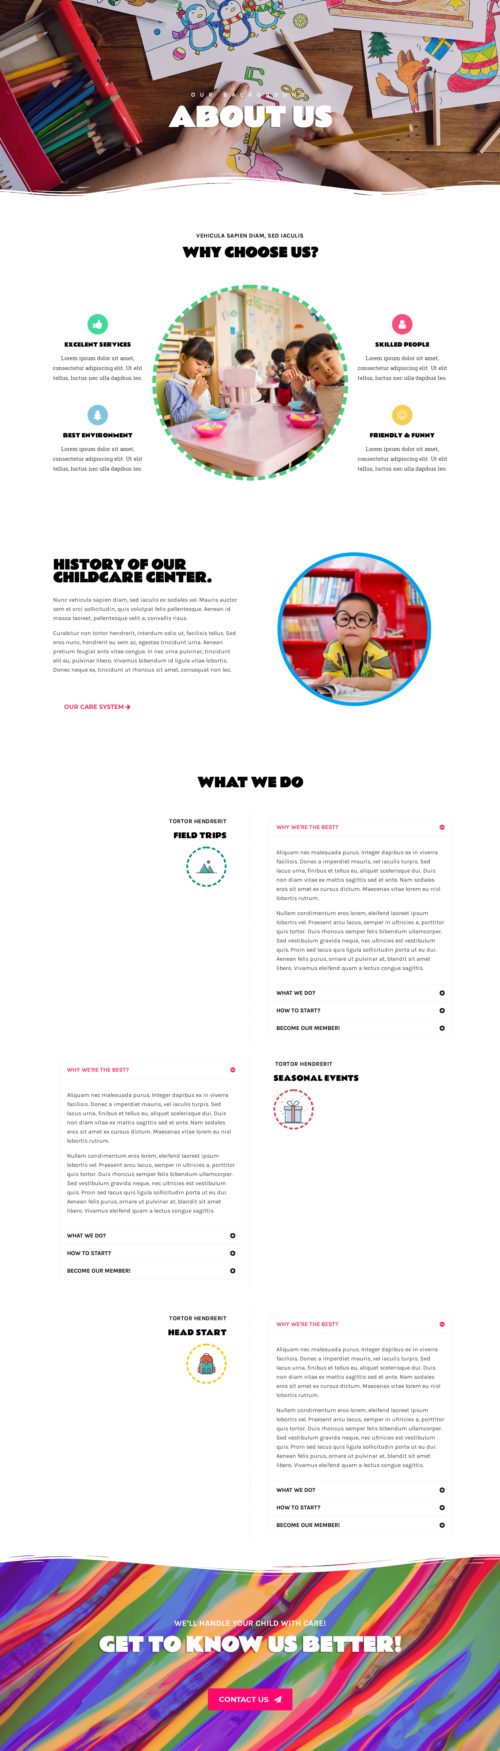 OUR BACKGROUND
ABOUT US
VEHICULA SAPIEN DIAM, SED IACULIS
WHY CHOOSE US?
EXCELENT SERVICES
Lorem ipsum dolor sit amet,
consectetur adipiscing elit. Ut elit
tellus, luctus nec ulla dapibus leo.
BEST ENVIRONMENT
Lorem ipsum dolor sit amet,
consectetur adipiscing elit. Ut elit
tellus, luctus nec ulla dapibus leo.
SKILLED PEOPLE
Lorem ipsum dolor sit amet,
consectetur adipiscing elit. Ut elit
tellus, luctus nec ulla dapibus leo.
FRIENDLY & FUNNY
Lorem ipsum dolor sit amet,
consectetur adipiscing elit. Ut elit
tellus, luctus nec ulla dapibus leo.
HISTORY OF OUR
CHILDCARE CENTER.
Nunc vehicula sapien diam, sed iaculis ex sodales vel. Mauris auctor
sem et orci sollicitudin, quis volutpat felis pellentesque. Aenean id
massa laoreet, pellentesque velit a, convallis risus.
Curabitur non tortor hendrerit, interdum odio ut, facilisis tellus. Sed
eros nunc, hendrerit eu sem ac, egestas tincidunt urna. Aenean
pretium feugiat ante vitae congue. In nec urna pulvinar, tincidunt
elit eu, pulvinar libero. Vivamus bibendum id ligula vitae lobortis.
Donec neque ex, tincidunt ut rhoncus sit amet, consequat non leo.
OUR CARE SYSTEM
WHAT WE DO
TORTOR HENDRERIT
FIELD TRIPS
WHY WE'RE THE BEST?
Aliquam nec malesuada purus. Integer dapibus ex in viverra
facilisis. Donec a imperdiet mauris, vel iaculis turpis. Sed
lacus urna, finibus et tellus eu, aliquet scelerisque dui. Duis
non diam vitae ex mattis sagittis sed et ante. Nam sodales
eros sit amet ex cursus dictum. Maecenas vitae lorem eu nisl
lobortis rutrum.
Nullam condimentum eros lorem, eleifend laoreet ipsum
lobortis vel. Praesent arcu lacus, semper in ultricies a, porttitor
quis tortor. Duis rhoncus semper felis bibendum ullamcorper.
Sed vestibulum gravida neque, nec ultricies est vestibulum
quis. Proin sed lacus quis ligula sollicitudin porta ut eu dui.
Aenean felis purus, ornare ut pulvinar at, blandit sit amet
libero. Vivamus eleifend quam a lectus congue sagittis.
WHAT WE DO?
HOW TO START?
BECOME OUR MEMBER!
WHY WE'RE THE BEST?
Aliquam nec malesuada purus. Integer dapibus ex in viverra
facilisis. Donec a imperdiet mauris, vel iaculis turpis. Sed
lacus urna, finibus et tellus eu, aliquet scelerisque dui. Duis
non diam vitae ex mattis sagittis sed et ante. Nam sodales
eros sit amet ex cursus dictum. Maecenas vitae lorem eu nisl
lobortis rutrum.
Nullam condimentum eros lorem, eleifend laoreet ipsum
lobortis vel. Praesent arcu lacus, semper in ultricies a, porttitor
quis tortor. Duis rhoncus semper felis bibendum ullamcorper.
Sed vestibulum gravida neque, nec ultricies est vestibulum
quis. Proin sed lacus quis ligula sollicitudin porta ut eu dui.
Aenean felis purus, ornare ut pulvinar at, blandit sit amet
libero. Vivamus eleifend quam a lectus congue sagittis.
WHAT WE DO?
HOW TO START?
BECOME OUR MEMBER!
TORTOR HENDRERIT
SEASONAL EVENTS
TORTOR HENDRERIT
HEAD START
WHY WE'RE THE BEST?
Aliquam nec malesuada purus. Integer dapibus ex in viverra
facilisis. Donec a imperdiet mauris, vel iaculis turpis. Sed
lacus urna, finibus et tellus eu, aliquet scelerisque dui. Duis
non diam vitae ex mattis sagittis sed et ante. Nam sodales
eros sit amet ex cursus dictum. Maecenas vitae lorem eu nisl
lobortis rutrum.
Nullam condimentum eros lorem, eleifend laoreet ipsum
lobortis vel. Praesent arcu lacus, semper in ultricies a, porttitor
quis tortor. Duis rhoncus semper felis bibendum ullamcorper.
Sed vestibulum gravida neque, nec ultricies est vestibulum
quis. Proin sed lacus quis ligula sollicitudin porta ut eu dui.
Aenean felis purus, ornare ut pulvinar at, blandit sit amet
libero. Vivamus eleifend quam a lectus congue sagittis.
WHAT WE DO?
HOW TO START?
BECOME OUR MEMBER!
WE'LL HANDLE YOUR CHILD WITH CARE!
GET TO KNOW US BETTER!
CONTACT US